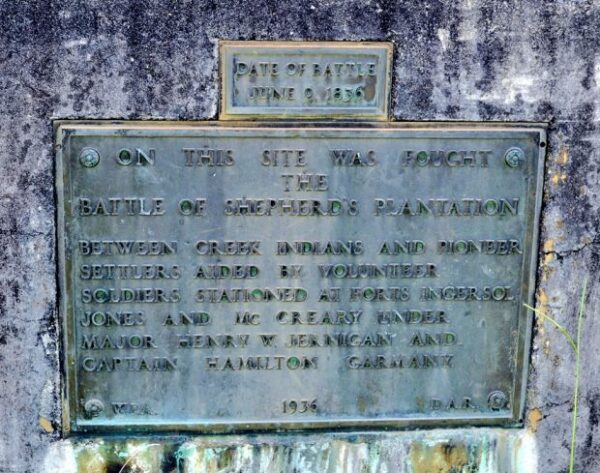 DATE OF BATTLE
JUNE 9, 1836
ON THIS SITE WAS FOUGHT
THE
BATTLE OF SHEPHERD'S PLANTATION
BETWEEN CREEK INDIANS AND PIONEER
SETTLERS AIDED BY VOLUNTEER
SOLDIERS STATIONED AT FORTS INGERSOL
JONES AND MC CREARY UNDER
MAJOR HENRY W. JERNIGAN AND
CAPTAIN HAMILTON GARMANY
W.P.A. 1936 D.A.R.